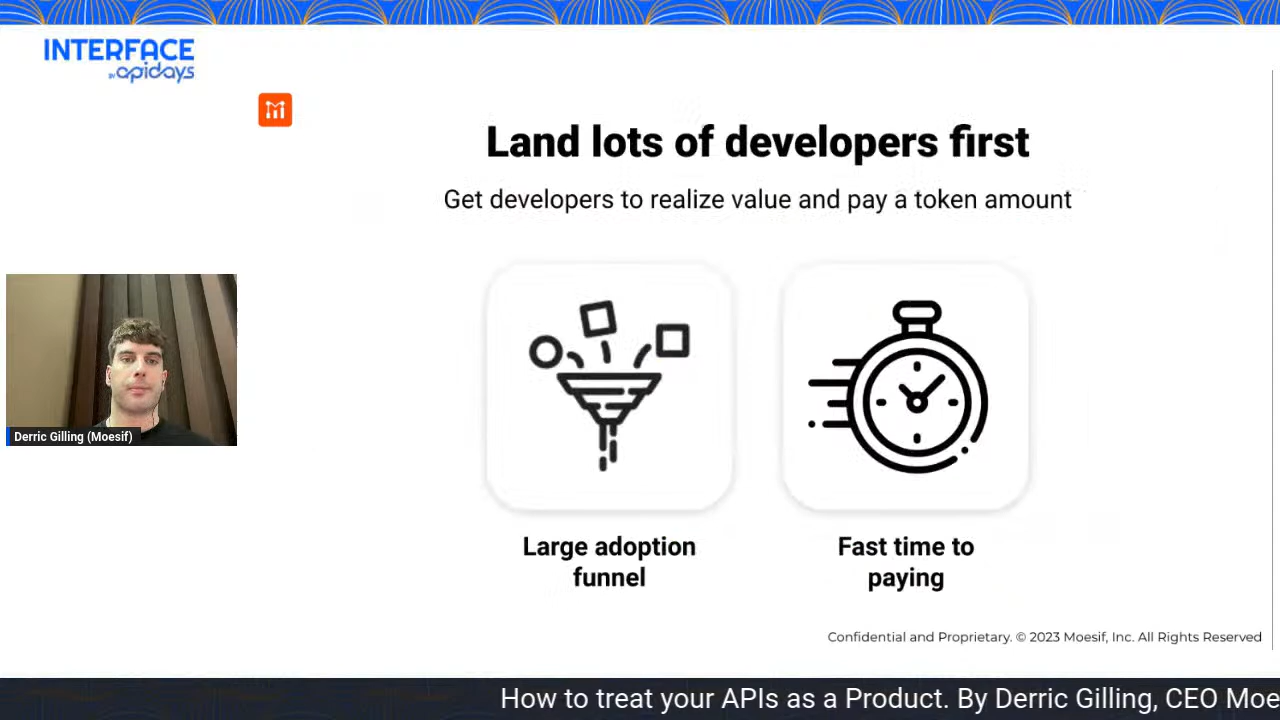 INTERFACE
BY apidays
Land lots of developers first
Get developers to realize value and pay a token amount
Derric Gilling (Moesif)
Large adoption
funnel
Fast time to
paying
Confidential and Proprietary. © 2023 Moesif, Inc. All Rights Reserved
How to treat your APIs as a Product. By Derric Gilling, CEO Moe